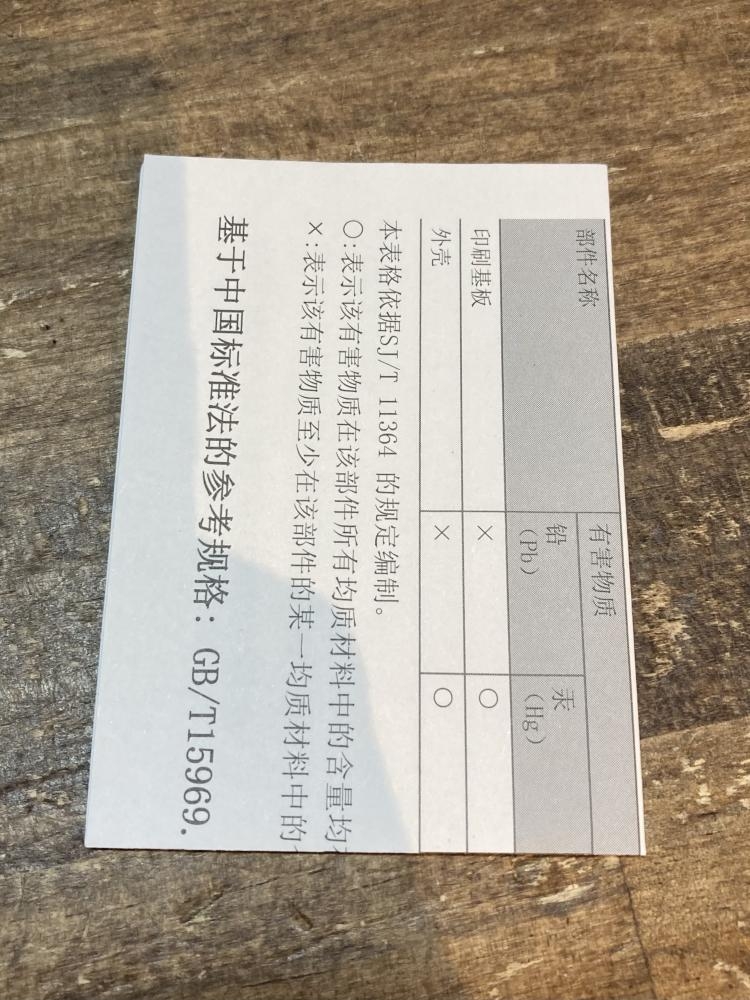 部件名称 有害物质
铅 (Pb) 汞 (Hg)
印刷基板 × ○
外壳 × ○
本表格依据SJ/T 11364 的规定编制。
○:表示该有害物质在该部件所有均质材料中的含量均
×:表示该有害物质至少在该部件的某一均质材料中的
基于中国标准法的参考规格: GB/T15969.